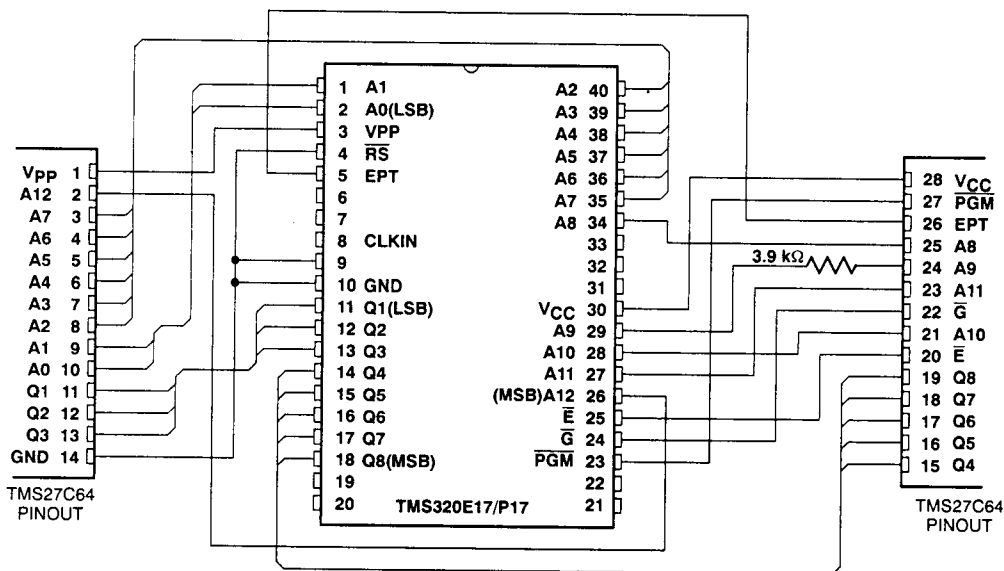 VPP 1
A12 2
A7 3
A6 4
A5 5
A4 6
A3 7
A2 8
A1 9
A0 10
Q1 11
Q2 12
Q3 13
GND 14
TMS27C64
PINOUT
1 A1
2 A0(LSB)
3 VPP
4 R̅S̅
5 EPT
6
7
8 CLKIN
9
10 GND
11 Q1(LSB)
12 Q2
13 Q3
14 Q4
15 Q5
16 Q6
17 Q7
18 Q8(MSB)
19
20
A2 40
A3 39
A4 38
A5 37
A6 36
A7 35
A8 34
33
32
31
VCC 30
A9 29
A10 28
A11 27
(MSB)A12 26
E̅ 25
G̅ 24
P̅G̅M̅ 23
22
21
TMS320E17/P17
3.9 kΩ
28 VCC
27 P̅G̅M̅
26 EPT
25 A8
24 A9
23 A11
22 G̅
21 A10
20 E̅
19 Q8
18 Q7
17 Q6
16 Q5
15 Q4
TMS27C64
PINOUT